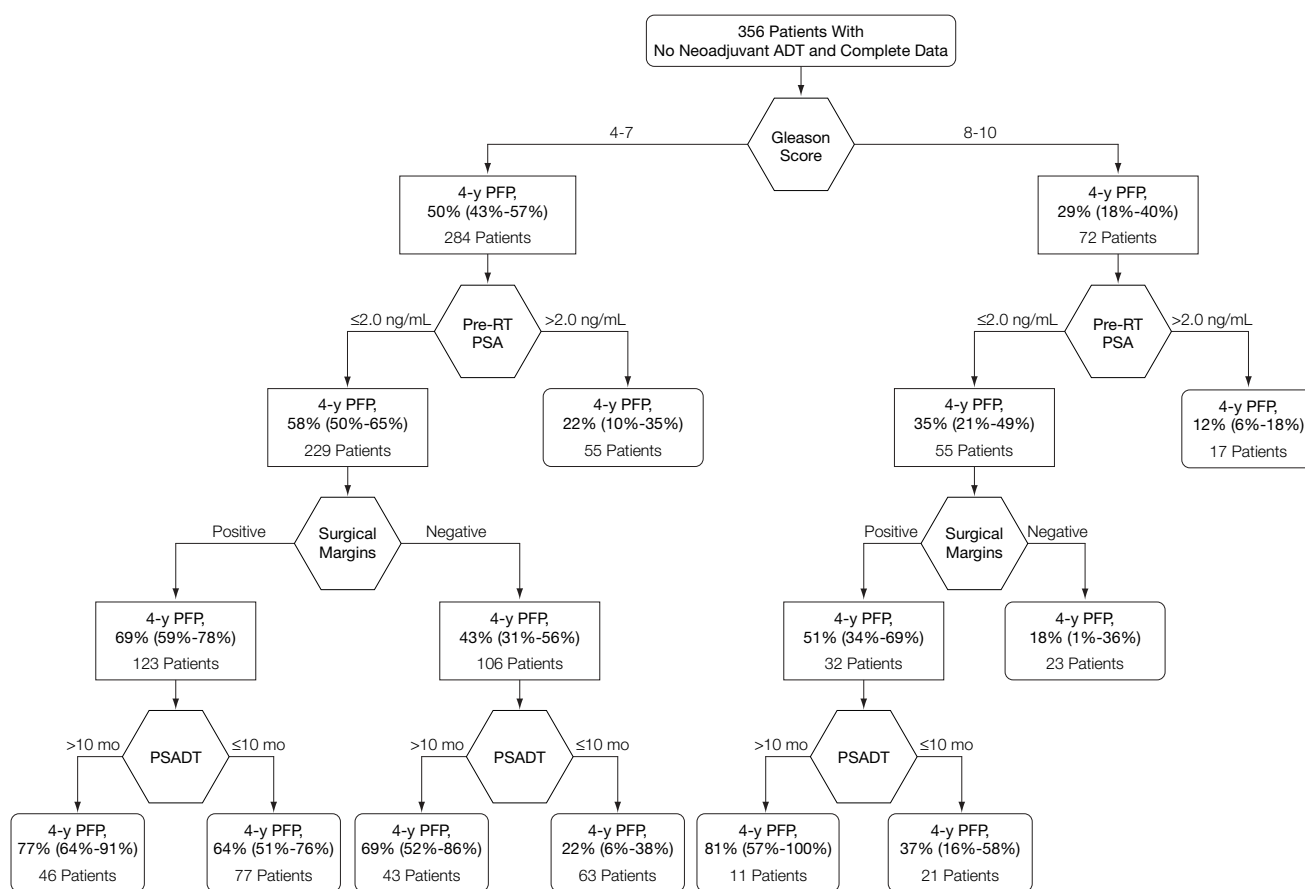 356 Patients With
No Neoadjuvant ADT and Complete Data
4-7
Gleason
Score
8-10
4-y PFP,
50% (43%-57%)
284 Patients
4-y PFP,
29% (18%-40%)
72 Patients
≤2.0 ng/mL
Pre-RT
PSA
>2.0 ng/mL
≤2.0 ng/mL
Pre-RT
PSA
>2.0 ng/mL
4-y PFP,
58% (50%-65%)
229 Patients
4-y PFP,
22% (10%-35%)
55 Patients
4-y PFP,
35% (21%-49%)
55 Patients
4-y PFP,
12% (6%-18%)
17 Patients
Positive
Surgical
Margins
Negative
Positive
Surgical
Margins
Negative
4-y PFP,
69% (59%-78%)
123 Patients
4-y PFP,
43% (31%-56%)
106 Patients
4-y PFP,
51% (34%-69%)
32 Patients
4-y PFP,
18% (1%-36%)
23 Patients
>10 mo
PSADT
≤10 mo
>10 mo
PSADT
≤10 mo
>10 mo
PSADT
≤10 mo
4-y PFP,
77% (64%-91%)
46 Patients
4-y PFP,
64% (51%-76%)
77 Patients
4-y PFP,
69% (52%-86%)
43 Patients
4-y PFP,
22% (6%-38%)
63 Patients
4-y PFP,
81% (57%-100%)
11 Patients
4-y PFP,
37% (16%-58%)
21 Patients